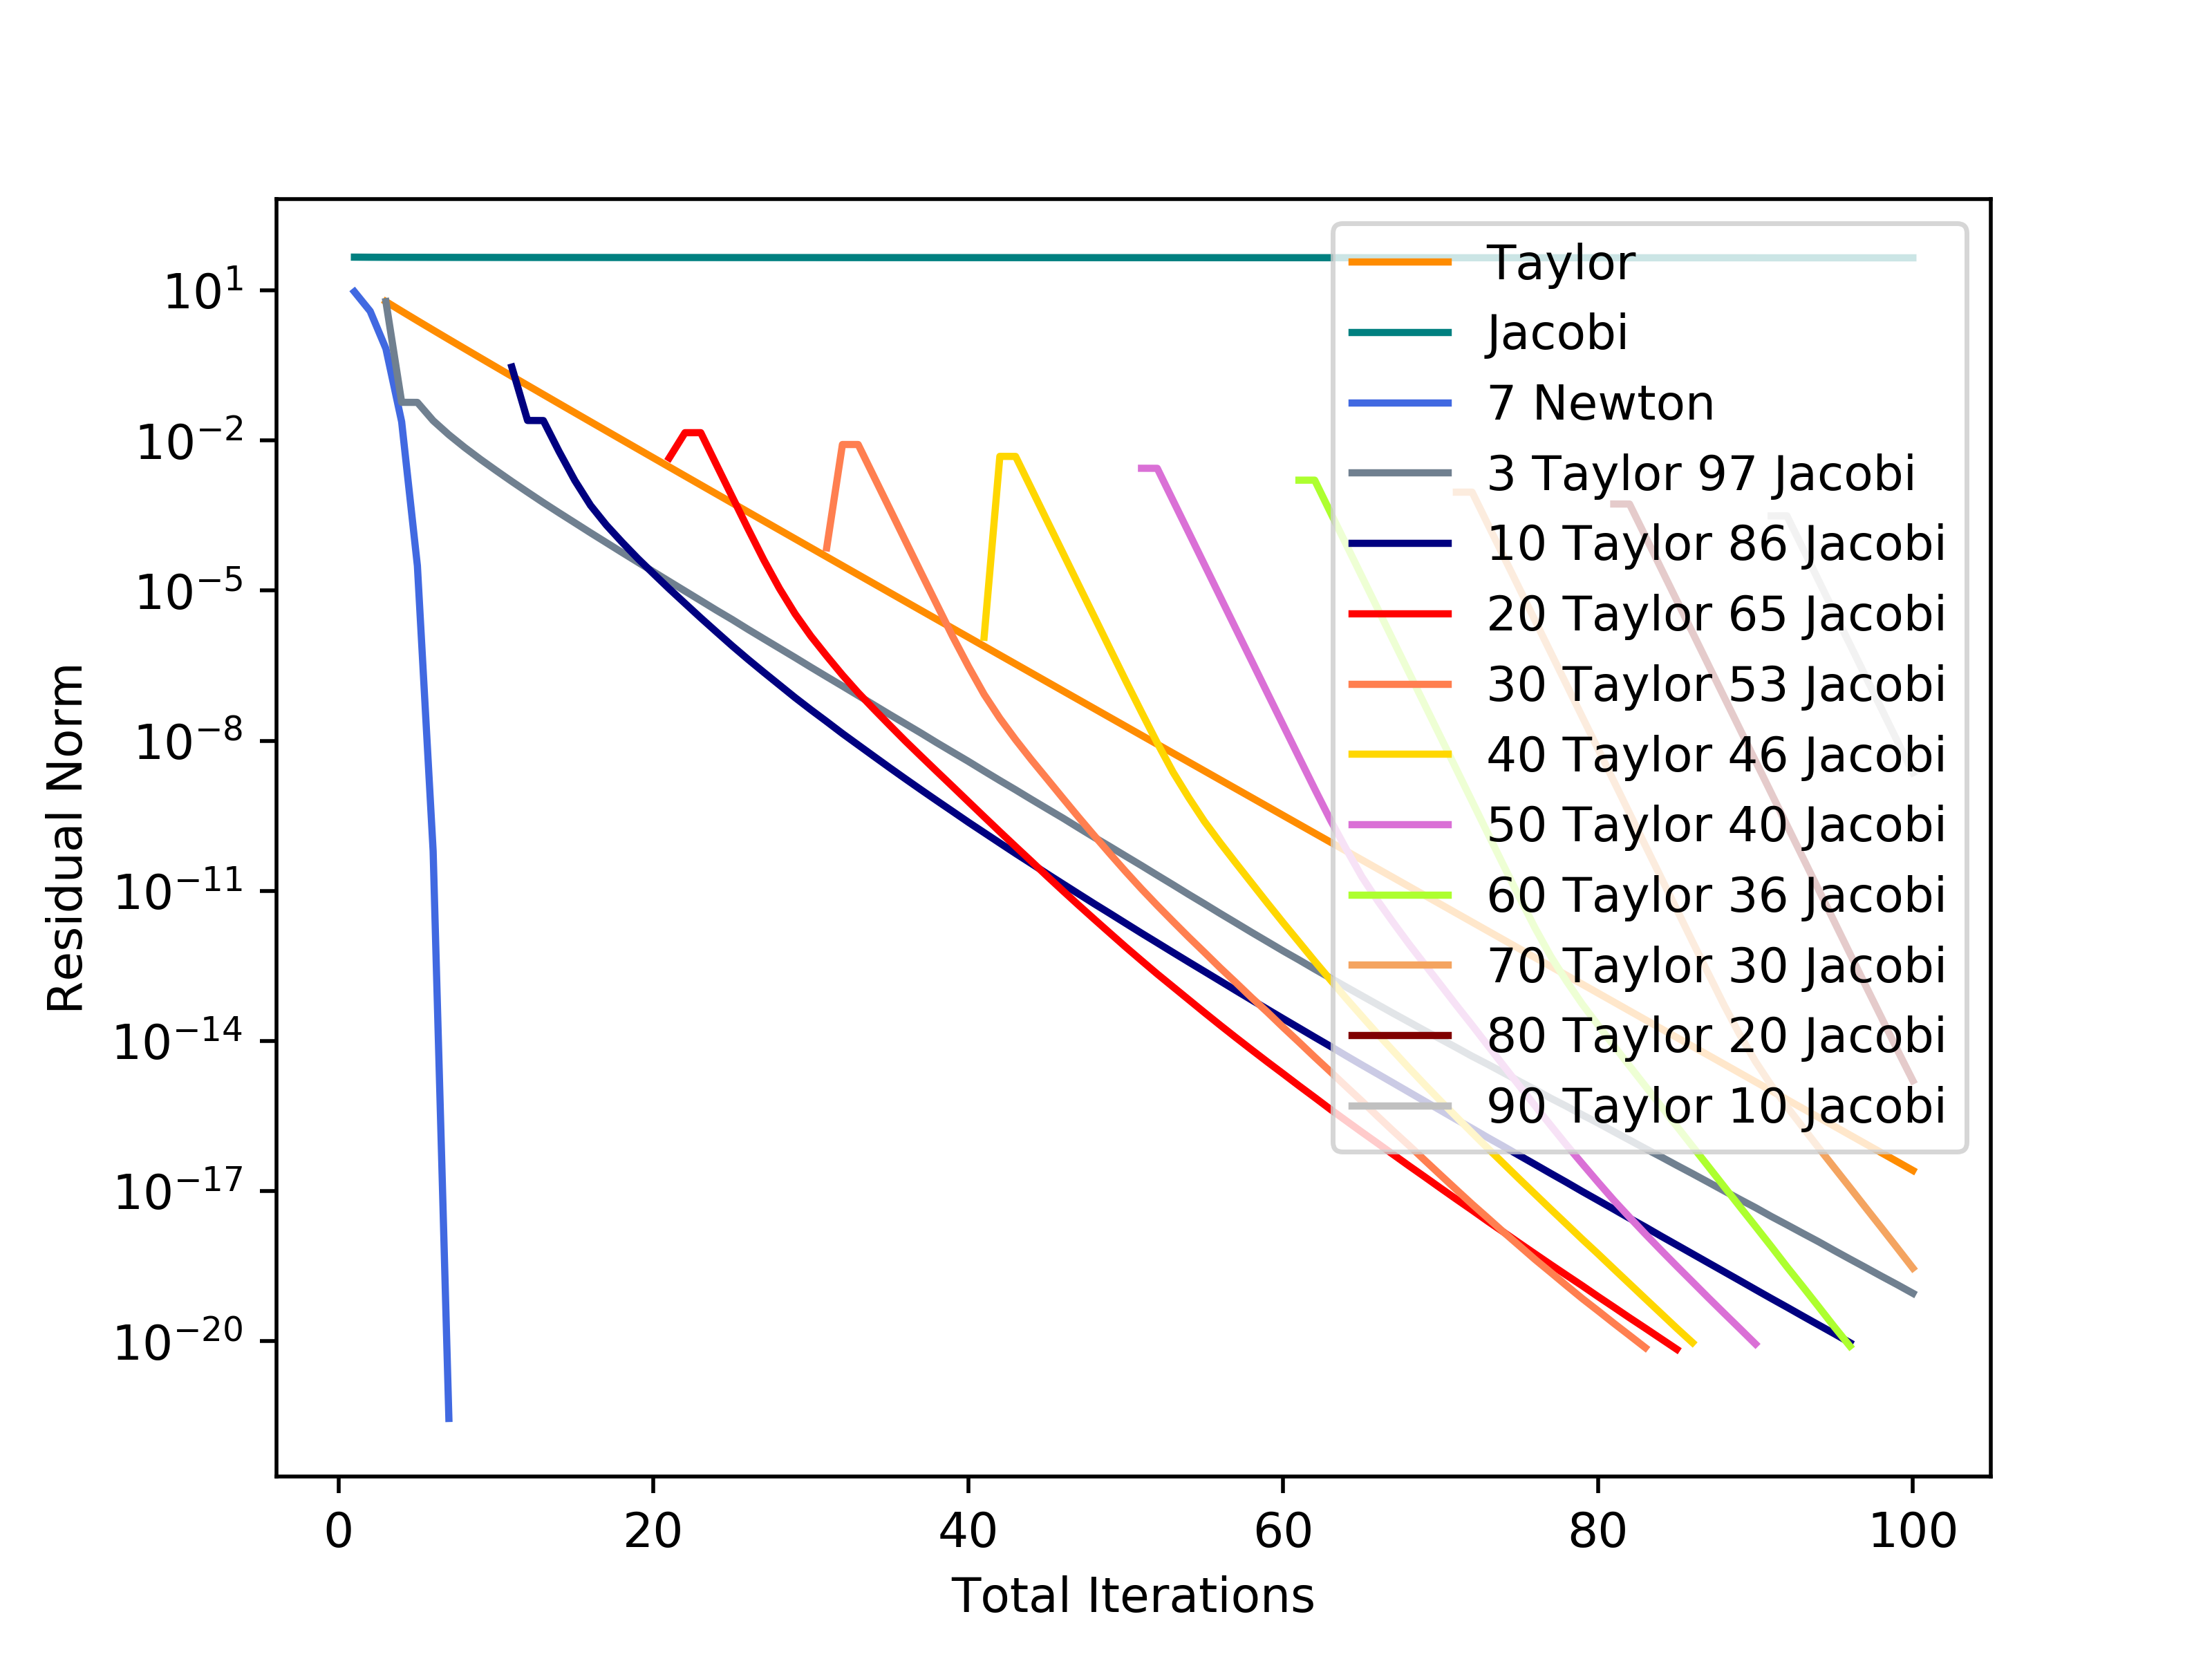 10^1
10^−2
10^−5
10^−8
10^−11
10^−14
10^−17
10^−20
Residual Norm
0 20 40 60 80 100
Total Iterations
Taylor
Jacobi
7 Newton
3 Taylor 97 Jacobi
10 Taylor 86 Jacobi
20 Taylor 65 Jacobi
30 Taylor 53 Jacobi
40 Taylor 46 Jacobi
50 Taylor 40 Jacobi
60 Taylor 36 Jacobi
70 Taylor 30 Jacobi
80 Taylor 20 Jacobi
90 Taylor 10 Jacobi